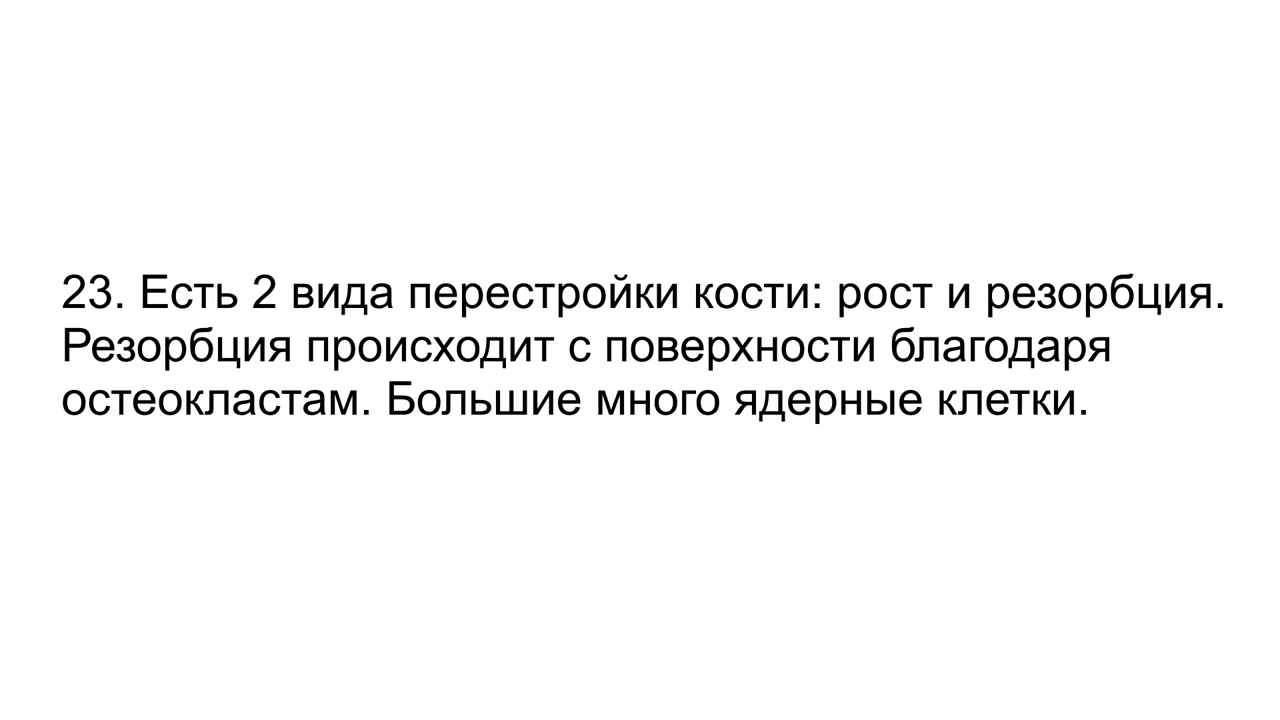 23. Есть 2 вида перестройки кости: рост и резорбция.
Резорбция происходит с поверхности благодаря
остеокластам. Большие много ядерные клетки.